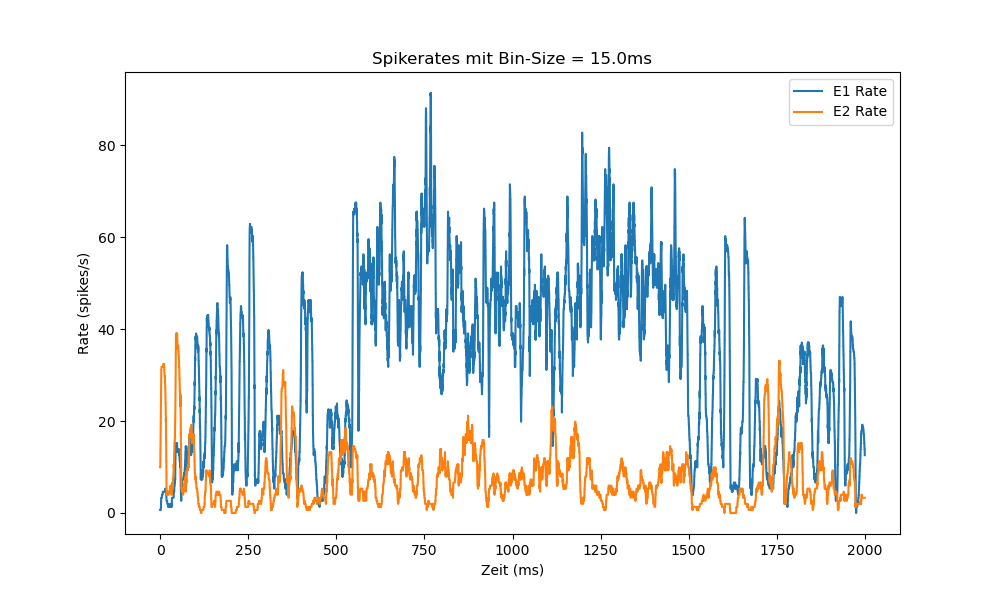 Spikerates mit Bin-Size = 15.0ms
E1 Rate
E2 Rate
Rate (spikes/s)
80
60
40
20
0
0 250 500 750 1000 1250 1500 1750 2000
Zeit (ms)